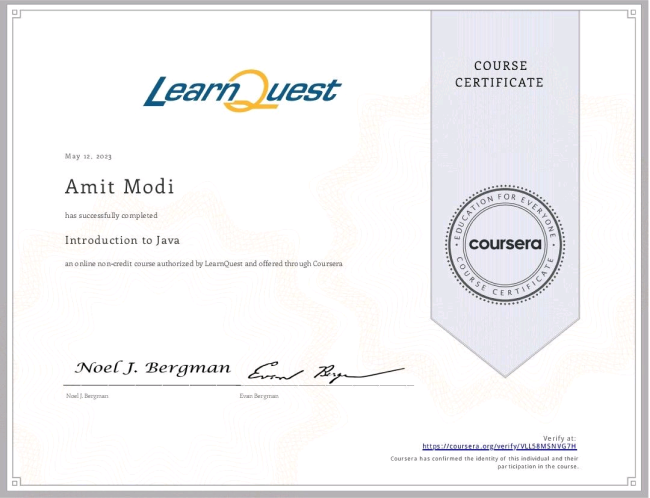 LearnQuest
COURSE
CERTIFICATE
May 12, 2023
Amit Modi
has successfully completed
Introduction to Java
an online non-credit course authorized by LearnQuest and offered through Coursera
EDUCATION FOR EVERYONE
coursera
COURSE CERTIFICATE
Noel J. Bergman
Evan Bergman
Noel J. Bergman
Evan Bergman
Verify at:
https://coursera.org/verify/VLL58MSNVG7H
Coursera has confirmed the identity of this individual and their
participation in the course.